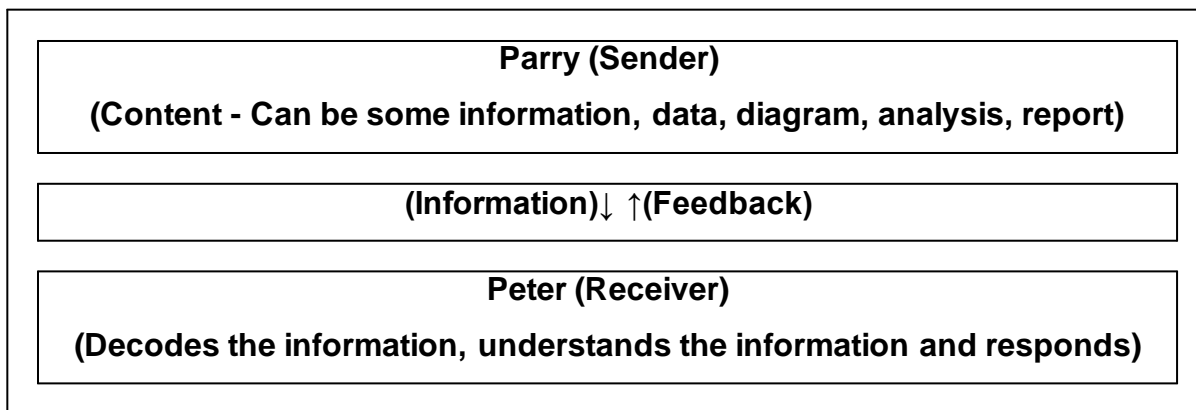 Parry (Sender)
(Content - Can be some information, data, diagram, analysis, report)
(Information)↓ ↑(Feedback)
Peter (Receiver)
(Decodes the information, understands the information and responds)